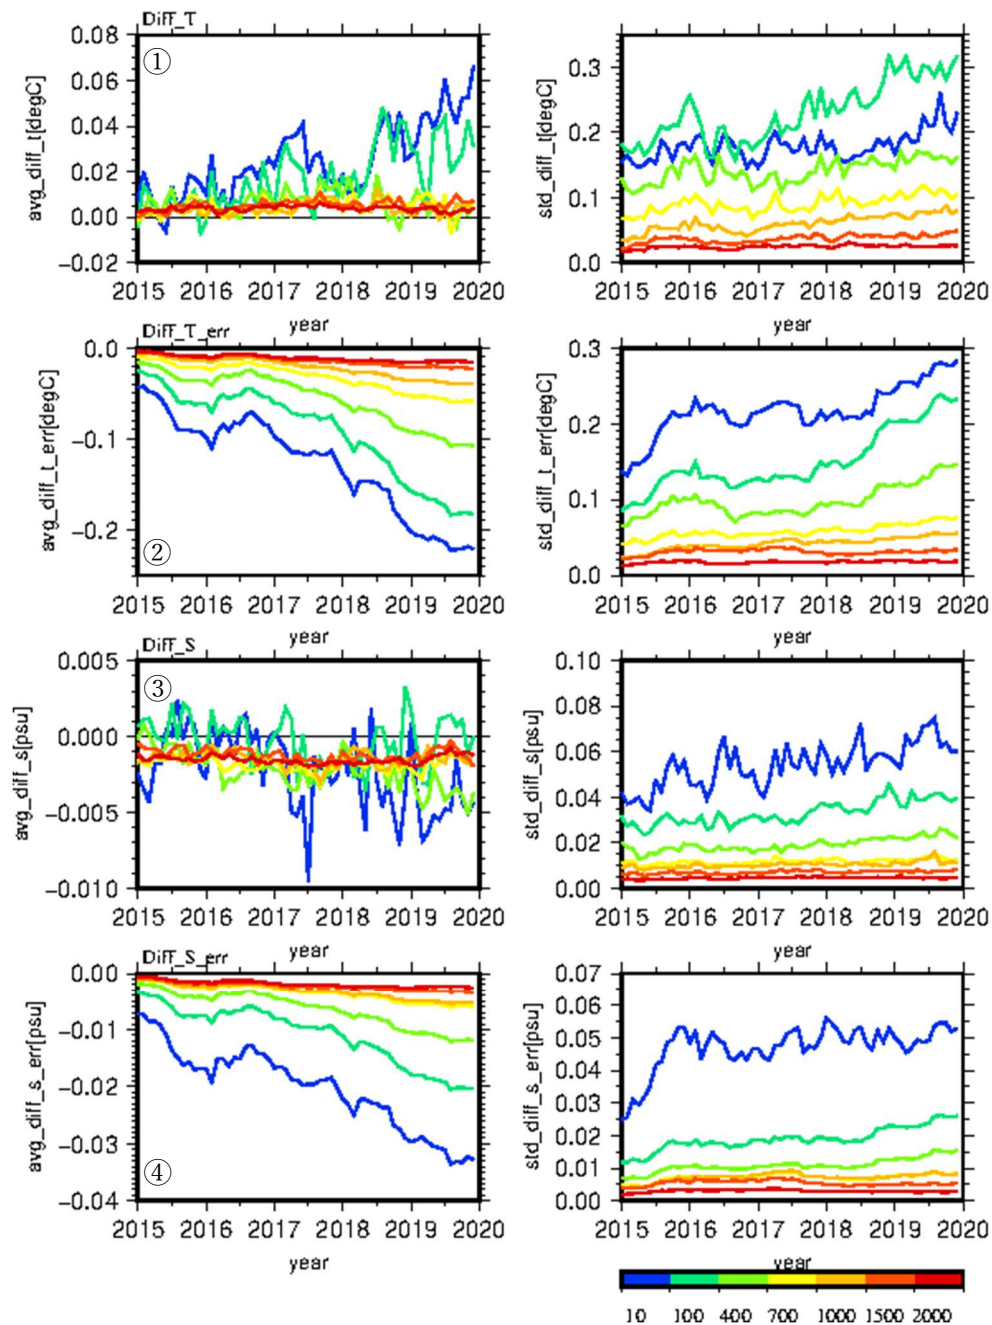 Diff_T
0.08
0.06
0.04
0.02
0.00
−0.02
avg_diff_t[degC]
①
2015 2016 2017 2018 2019 2020
year
0.3
0.2
0.1
0.0
std_diff_t[degC]
2015 2016 2017 2018 2019 2020
year
Diff_T_err
0.0
−0.1
−0.2
avg_diff_t_err[degC]
②
2015 2016 2017 2018 2019 2020
year
0.3
0.2
0.1
0.0
std_diff_t_err[degC]
2015 2016 2017 2018 2019 2020
year
Diff_S
0.005
0.000
−0.005
−0.010
avg_diff_s[psu]
③
2015 2016 2017 2018 2019 2020
year
0.10
0.08
0.06
0.04
0.02
0.00
std_diff_s[psu]
2015 2016 2017 2018 2019 2020
year
Diff_S_err
0.00
−0.01
−0.02
−0.03
−0.04
avg_diff_s_err[psu]
④
2015 2016 2017 2018 2019 2020
year
0.07
0.06
0.05
0.04
0.03
0.02
0.01
0.00
std_diff_s_err[psu]
2015 2016 2017 2018 2019 2020
year
10 100 400 700 1000 1500 2000